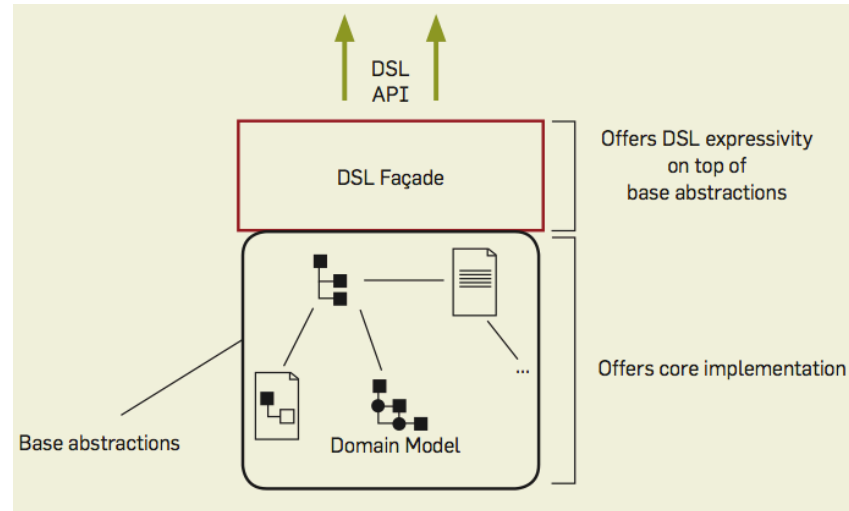 DSL
API
DSL Façade
Offers DSL expressivity
on top of
base abstractions
...
Offers core implementation
Base abstractions
Domain Model